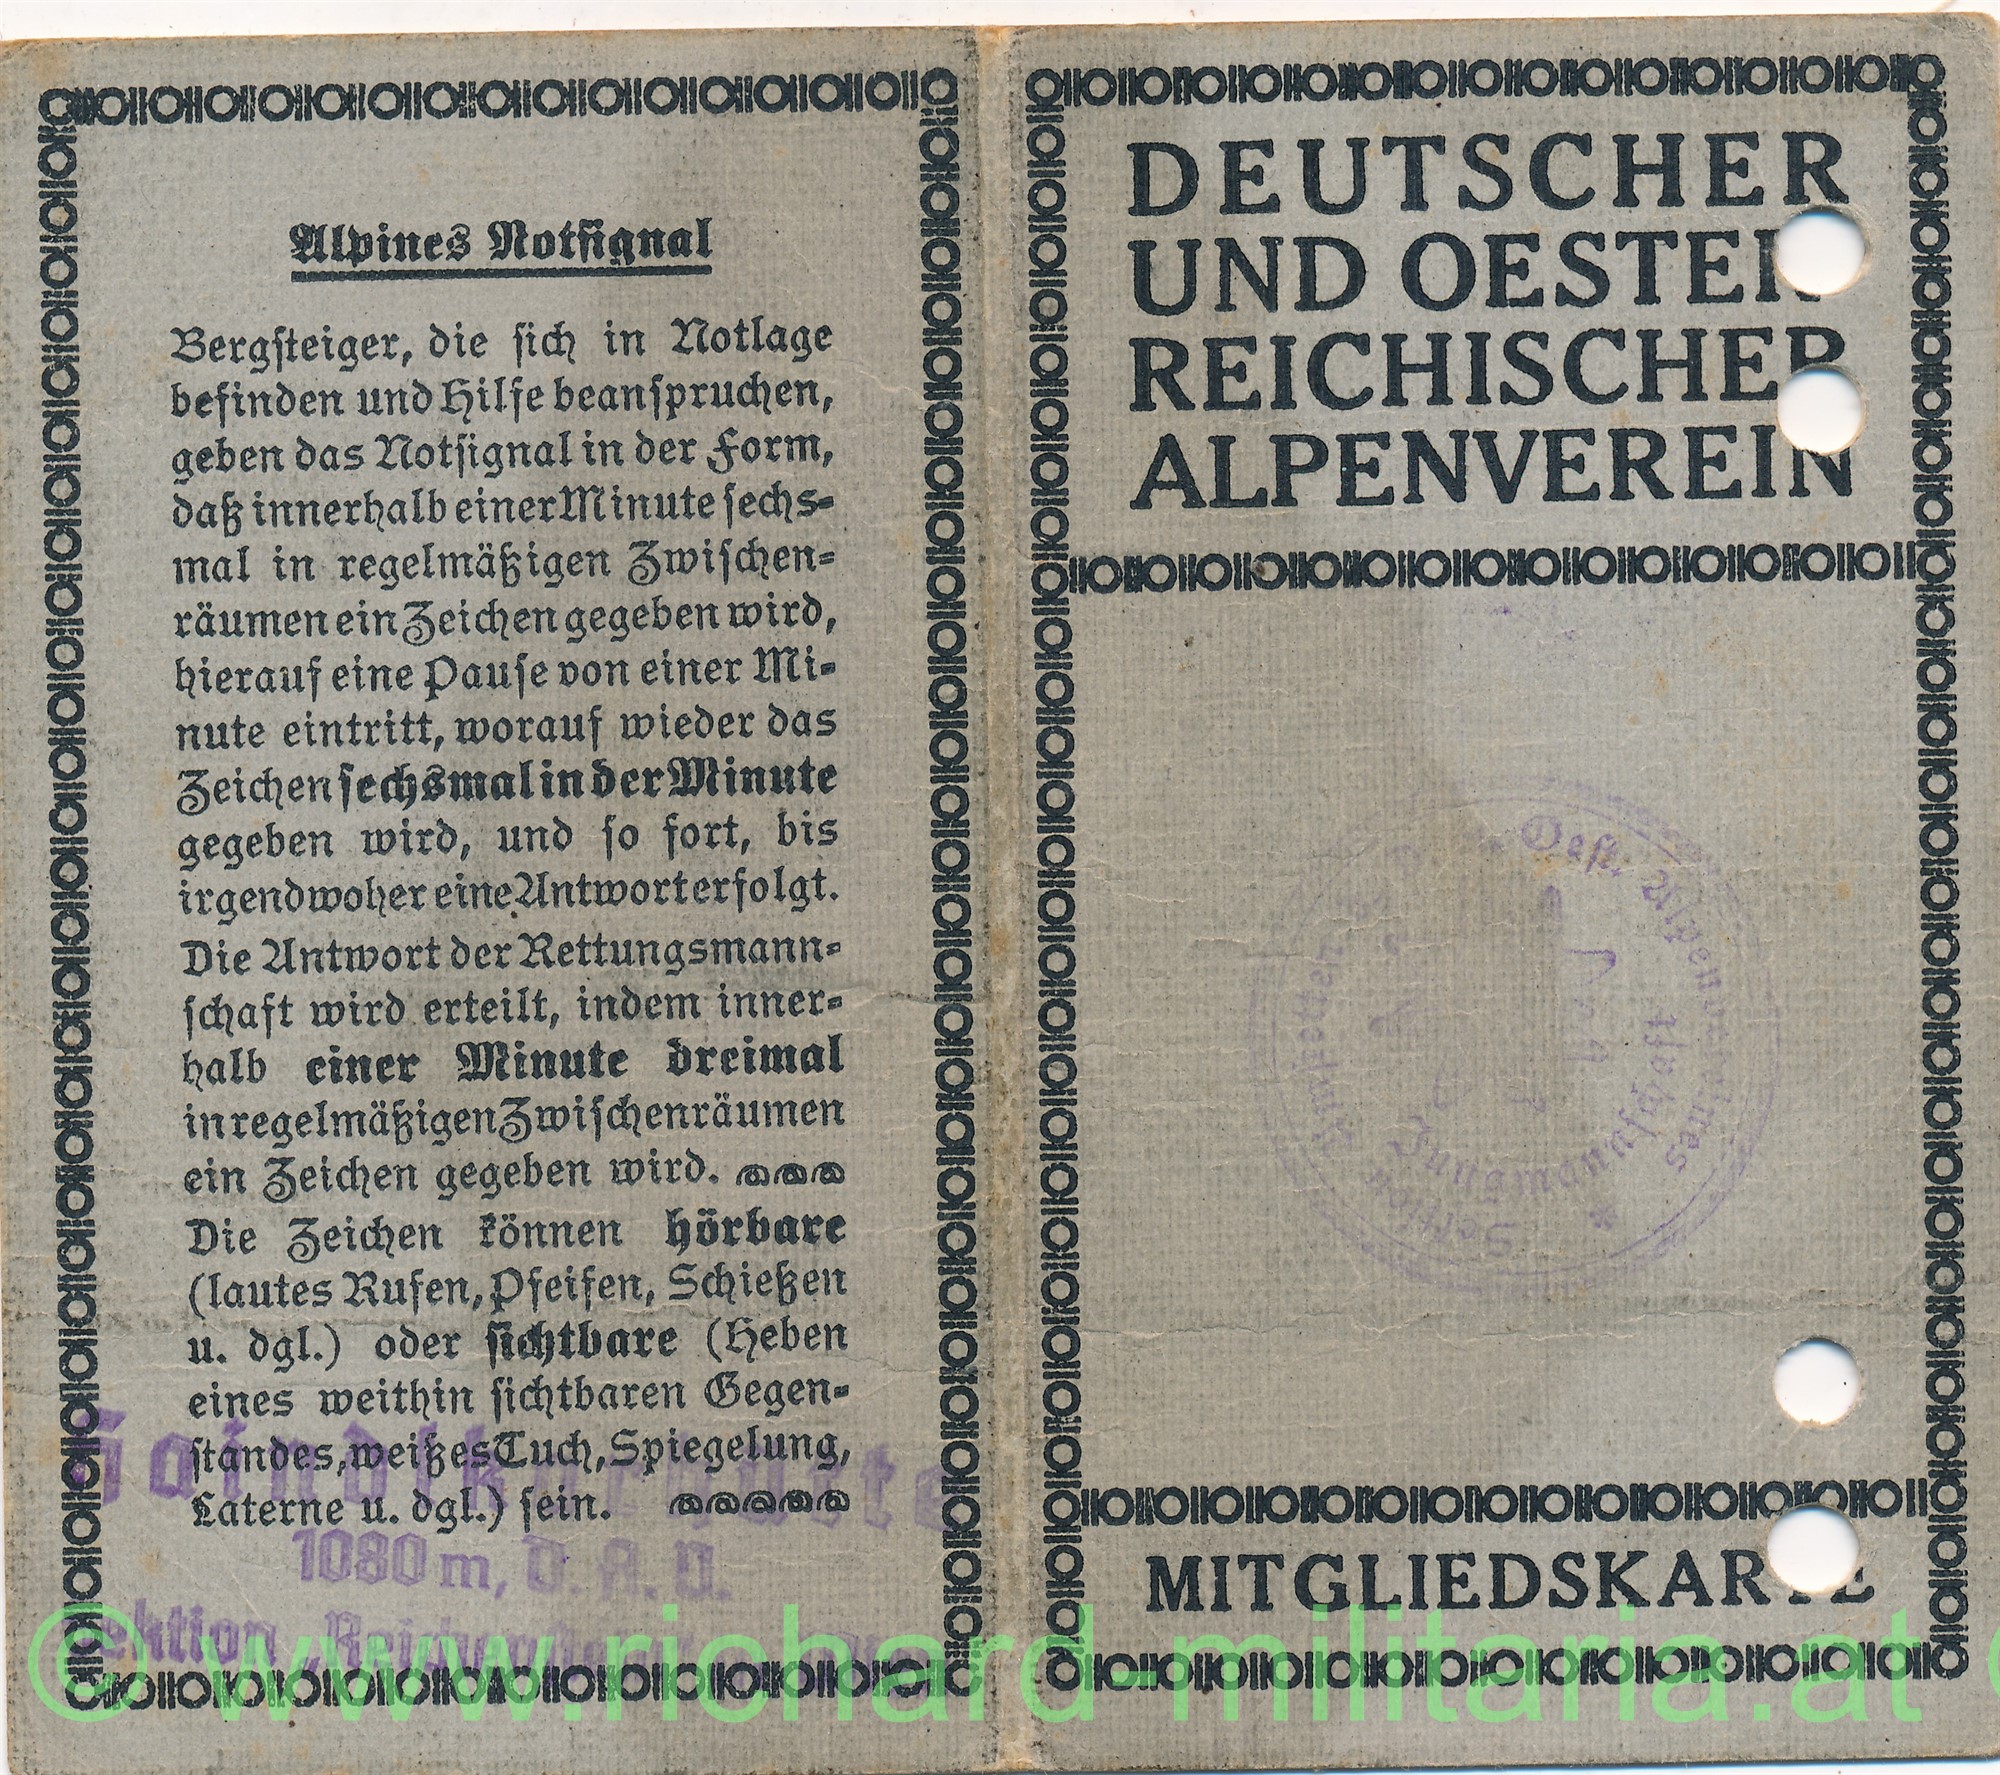 Alpines Notsignal
Bergsteiger, die sich in Notlage
befinden und Hilfe beanspruchen,
geben das Notsignal in der Form,
daß innerhalb einer Minute sechs-
mal in regelmäßigen Zwischen-
räumen ein Zeichen gegeben wird,
hierauf eine Pause von einer Mi-
nute eintritt, worauf wieder das
Zeichen sechsmal in der Minute
gegeben wird, und so fort, bis
irgendwoher eine Antwort erfolgt.
Die Antwort der Rettungsmann-
schaft wird erteilt, indem inner-
halb einer Minute dreimal
in regelmäßigen Zwischenräumen
ein Zeichen gegeben wird.
Die Zeichen können hörbare
(lautes Rufen, Pfeifen, Schießen
u. dgl.) oder sichtbare (Heben
eines weithin sichtbaren Gegen-
standes, weißes Tuch, Spiegelung,
Laterne u. dgl.) sein.
1080 m, D. A. V.
DEUTSCHER
UND OESTER
REICHISCHER
ALPENVEREIN
Oest. Alpenvereines
Jungmannschaft
MITGLIEDSKARTE
© www.richard-militaria.at ©